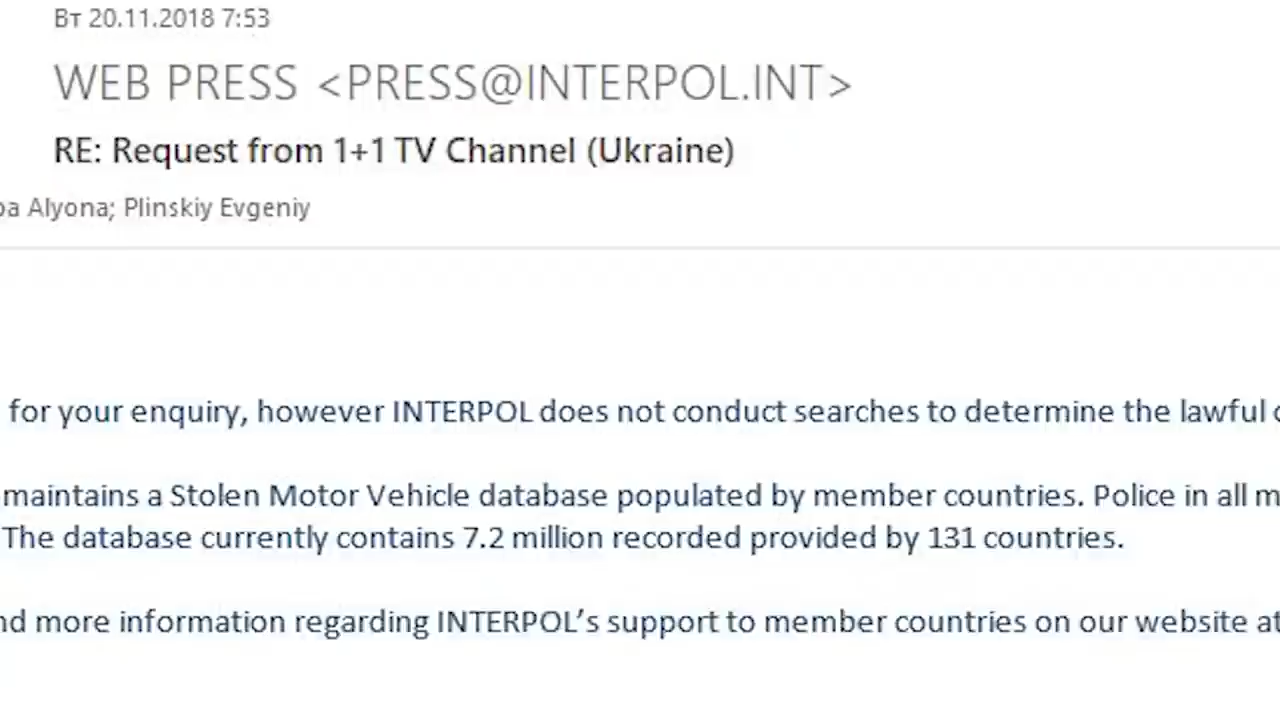 Вт 20.11.2018 7:53
WEB PRESS <PRESS@INTERPOL.INT>
RE: Request from 1+1 TV Channel (Ukraine)
Alyona; Plinskiy Evgeniy
for your enquiry, however INTERPOL does not conduct searches to determine the lawful
maintains a Stolen Motor Vehicle database populated by member countries. Police in all
The database currently contains 7.2 million recorded provided by 131 countries.
more information regarding INTERPOL’s support to member countries on our website at